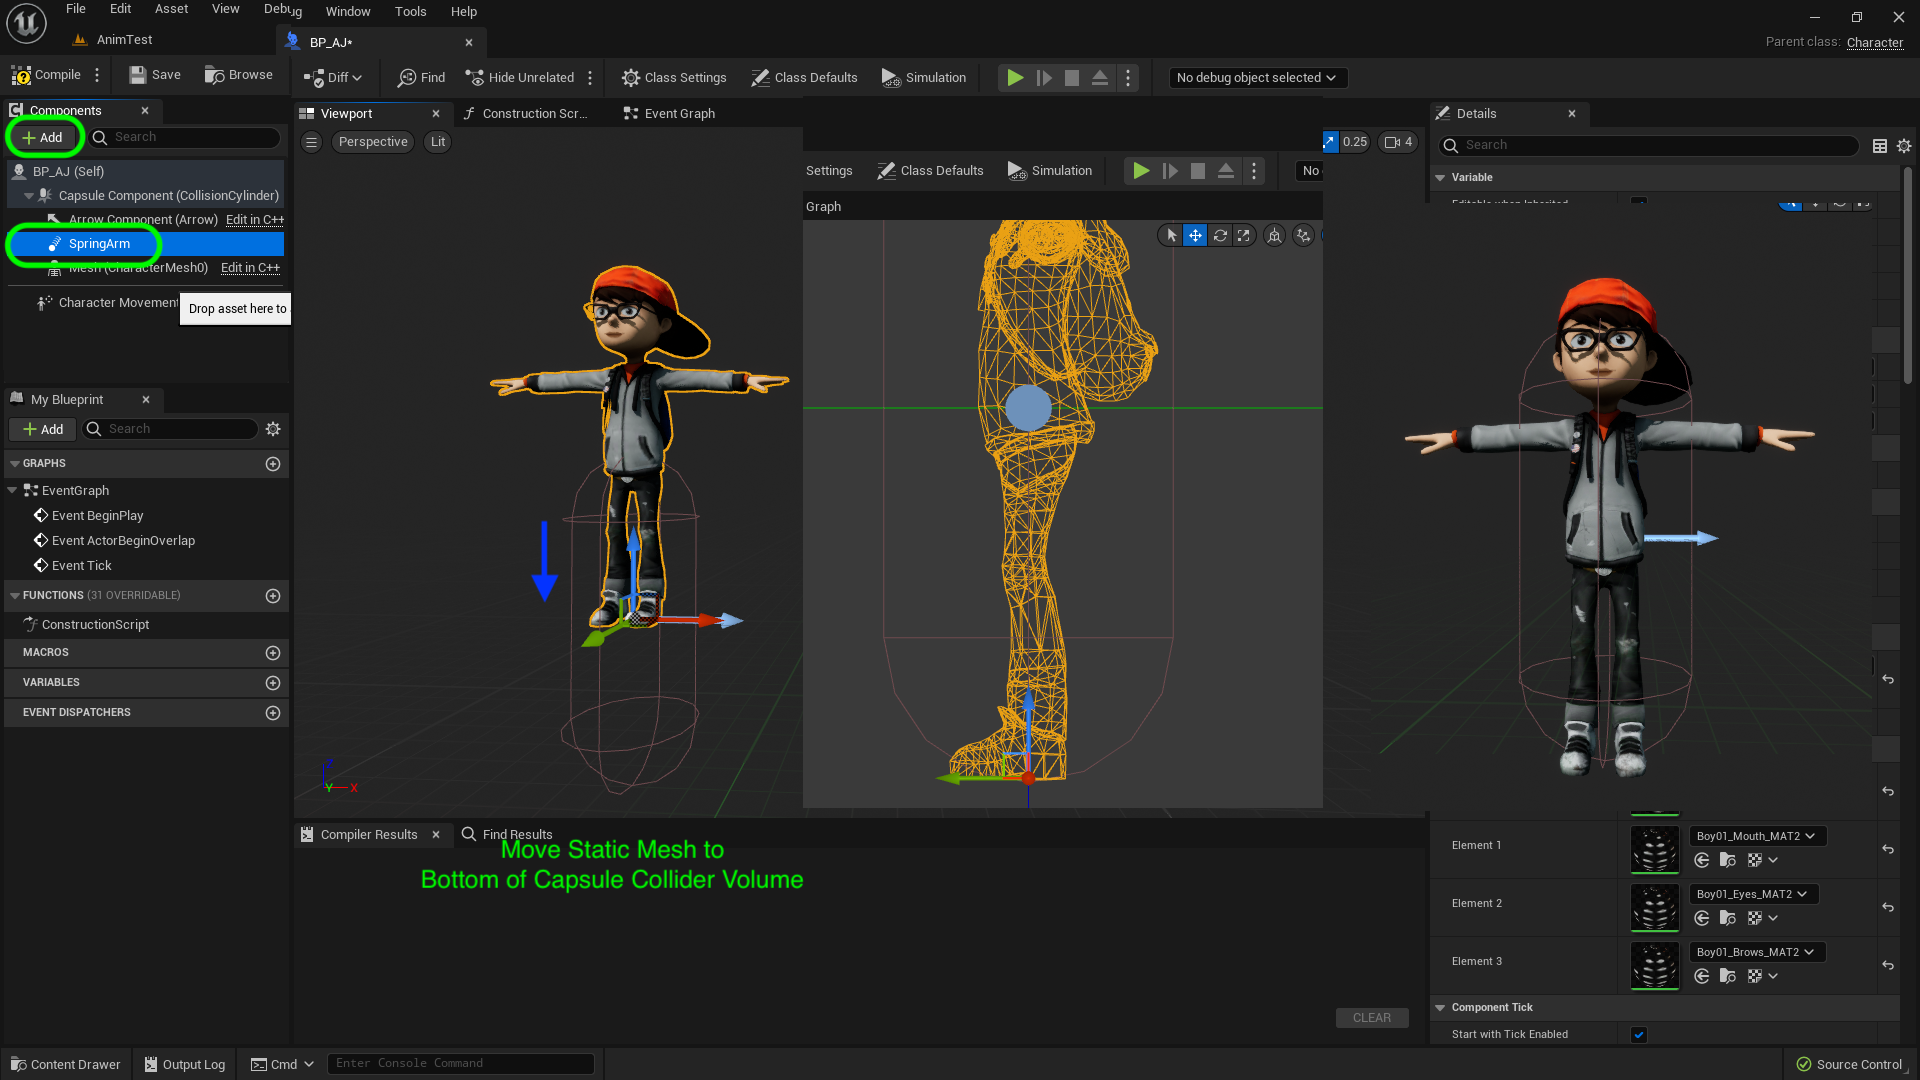 File Edit Asset View Debug Window Tools Help
AnimTest
BP_AJ*
Parent class: Character
Compile Save Browse Diff Find Hide Unrelated Class Settings Class Defaults Simulation No debug object selected
Components
Add Search
BP_AJ (Self)
Capsule Component (CollisionCylinder)
Arrow Component (Arrow) Edit in C++
SpringArm
Mesh (CharacterMesh0) Edit in C++
Character Movement
Drop asset here to
My Blueprint
Add Search
GRAPHS
EventGraph
Event BeginPlay
Event ActorBeginOverlap
Event Tick
FUNCTIONS (31 OVERRIDABLE)
ConstructionScript
MACROS
VARIABLES
EVENT DISPATCHERS
Viewport Construction Scr... Event Graph
Perspective Lit
0.25 4
Settings Class Defaults Simulation No
Graph
Z
Y X
Compiler Results Find Results
Move Static Mesh to
Bottom of Capsule Collider Volume
CLEAR
Details
Search
Variable
Editable when Inherited
Element 1 Boy01_Mouth_MAT2
Element 2 Boy01_Eyes_MAT2
Element 3 Boy01_Brows_MAT2
Component Tick
Start with Tick Enabled
Content Drawer Output Log Cmd Enter Console Command Source Control